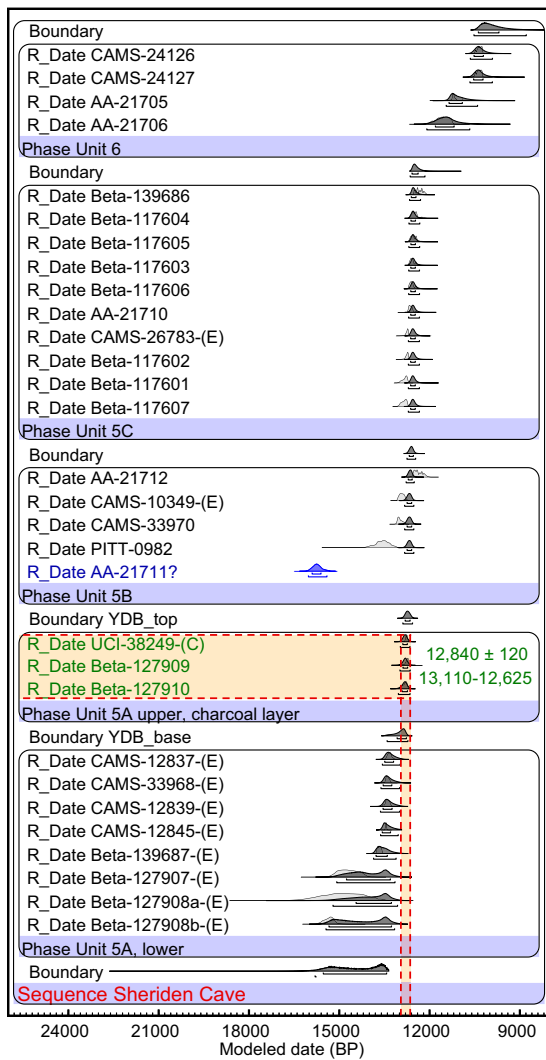 Boundary
R_Date CAMS-24126
R_Date CAMS-24127
R_Date AA-21705
R_Date AA-21706
Phase Unit 6
Boundary
R_Date Beta-139686
R_Date Beta-117604
R_Date Beta-117605
R_Date Beta-117603
R_Date Beta-117606
R_Date AA-21710
R_Date CAMS-26783-(E)
R_Date Beta-117602
R_Date Beta-117601
R_Date Beta-117607
Phase Unit 5C
Boundary
R_Date AA-21712
R_Date CAMS-10349-(E)
R_Date CAMS-33970
R_Date PITT-0982
R_Date AA-21711?
Phase Unit 5B
Boundary YDB_top
R_Date UCI-38249-(C)
R_Date Beta-127909
R_Date Beta-127910
12,840 ± 120
13,110-12,625
Phase Unit 5A upper, charcoal layer
Boundary YDB_base
R_Date CAMS-12837-(E)
R_Date CAMS-33968-(E)
R_Date CAMS-12839-(E)
R_Date CAMS-12845-(E)
R_Date Beta-139687-(E)
R_Date Beta-127907-(E)
R_Date Beta-127908a-(E)
R_Date Beta-127908b-(E)
Phase Unit 5A, lower
Boundary
Sequence Sheriden Cave
24000 21000 18000 15000 12000 9000
Modeled date (BP)